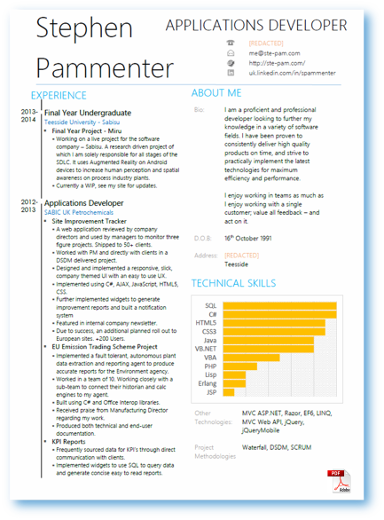 Stephen
Pammenter
APPLICATIONS DEVELOPER
[REDACTED]
me@ste-pam.com
http://ste-pam.com/
uk.linkedin.com/in/spammenter
EXPERIENCE
2013-
2014
Final Year Undergraduate
Teesside University - Sabisu
Final Year Project - Miru
Working on a live project for the software
company – Sabisu. A research driven project of
which I am solely responsible for all stages of the
SDLC, it uses Augmented Reality on Android
devices to increase human perception and spatial
awareness on process industry plants.
Currently a WIP, see my site for updates.
2012-
2013
Applications Developer
SABIC UK Petrochemicals
Site Improvement Tracker
A web application reviewed by company
directors and used by managers to monitor three
figure projects. Shipped to 50+ clients.
Worked with PM and directly with clients in a
DSDM delivered project.
Designed and implemented a responsive, slick,
company themed UI with an easy to use UX.
Implemented using C#, AJAX, JavaScript, HTML5,
CSS.
Further implemented widgets to generate
improvement reports and built a notification
system
Featured in internal company newsletter.
Due to success, an additional planned roll out to
European sites. +200 Users.
EU Emission Trading Scheme Project
Implemented a fault tolerant, autonomous plant
data extraction and reporting agent to produce
accurate reports for the Environment agency.
Worked in a team of 10. Working closely with a
sub-team to connect their historian and calc
engines to my agent.
Built using C# and Office Interop libraries.
Received praise from Manufacturing Director
regarding my work.
Produced both technical and end-user
documentation.
KPI Reports
Frequently sourced data for KPI's through direct
communication with clients.
Implemented widgets to use SQL to query data
and generate concise easy to read reports.
ABOUT ME
Bio:
I am a proficient and professional
developer looking to further my
knowledge in a variety of software
fields. I have been proven to
consistently deliver high quality
products on time, and strive to
practically implement the latest
technologies for maximum
efficiency and performance.
I enjoy working in teams as much as
I enjoy working with a single
customer; value all feedback – and
act on it.
D.O.B.
16th October 1991
Address
[REDACTED]
Teesside
TECHNICAL SKILLS
SQL
C#
HTML5
CSS3
Java
VB.NET
VBA
PHP
Lisp
Erlang
JSP
Other
Technologies:
MVC ASP.NET, Razor, EF6, LINQ,
MVC Web API, jQuery,
jQueryMobile
Project
Methodologies
Waterfall, DSDM, SCRUM
PDF
Adobe